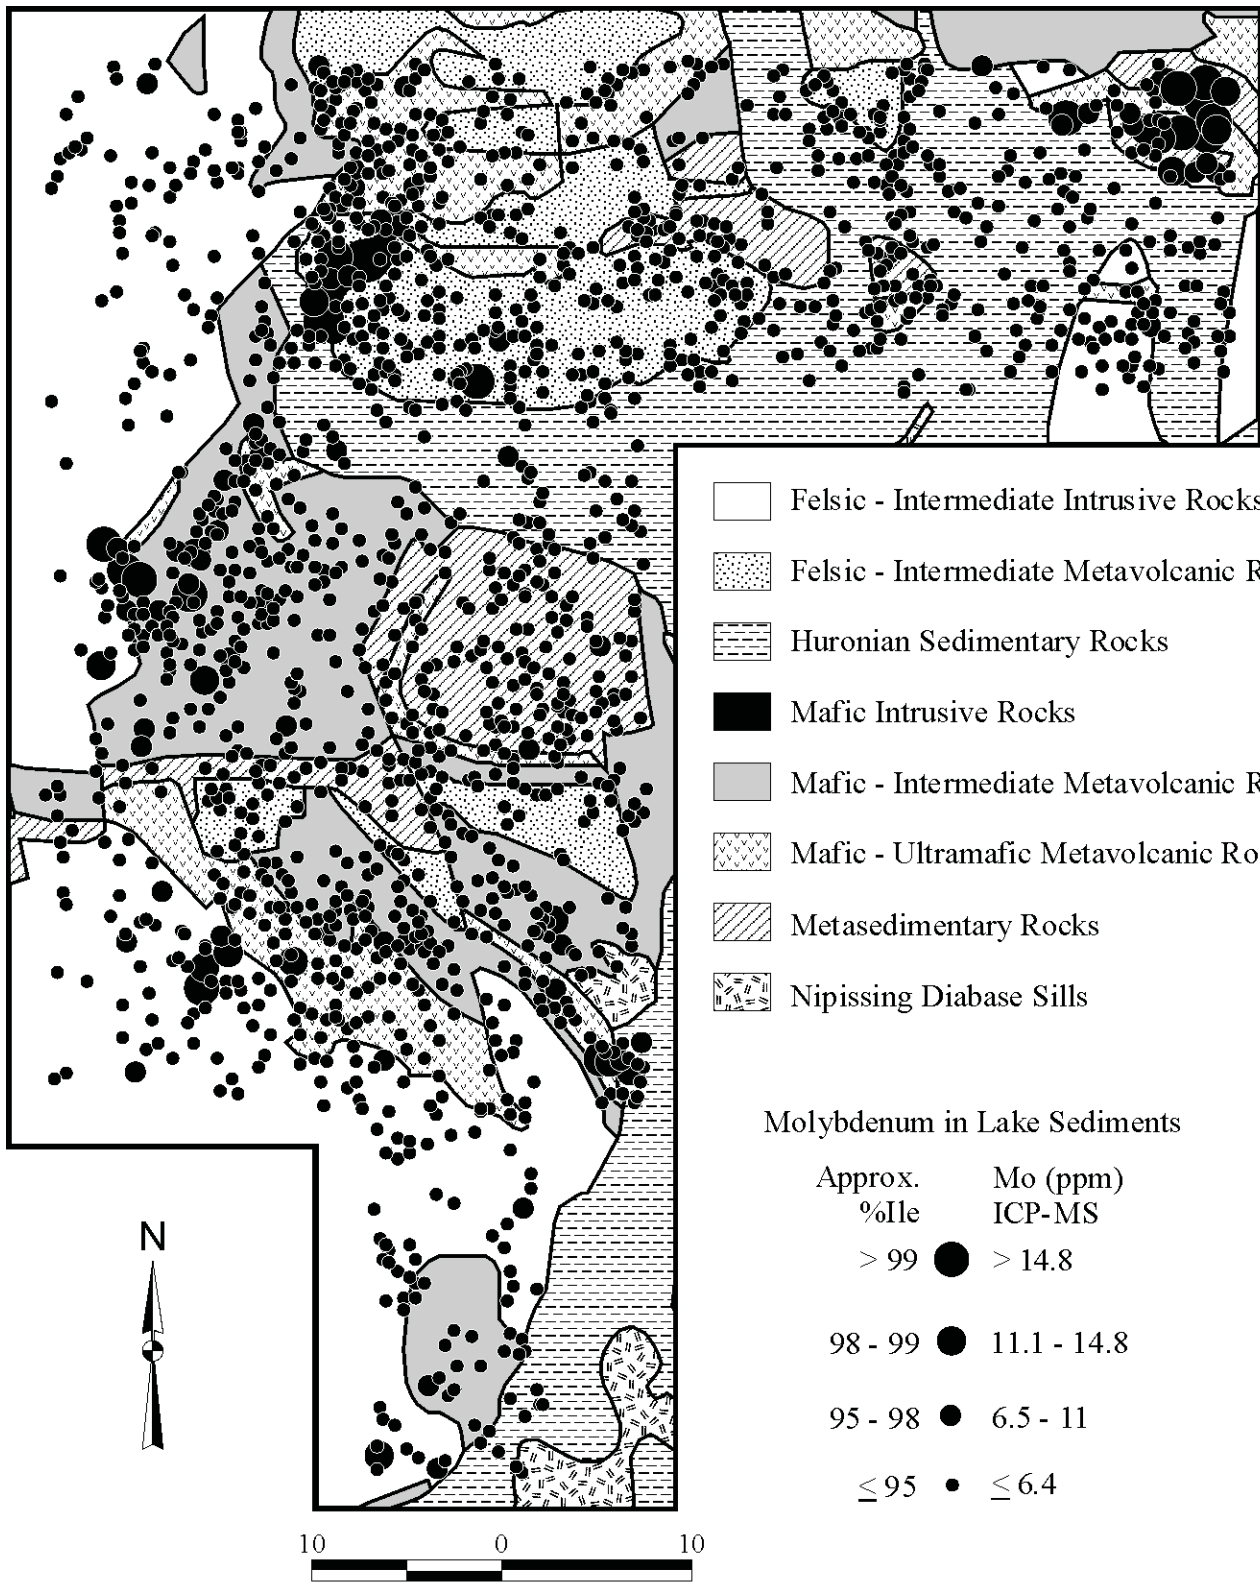 Felsic - Intermediate Intrusive Rocks
Felsic - Intermediate Metavolcanic R
Huronian Sedimentary Rocks
Mafic Intrusive Rocks
Mafic - Intermediate Metavolcanic R
Mafic - Ultramafic Metavolcanic Ro
Metasedimentary Rocks
Nipissing Diabase Sills
Molybdenum in Lake Sediments
Approx. Mo (ppm)
%Ile ICP-MS
> 99 > 14.8
98 - 99 11.1 - 14.8
95 - 98 6.5 - 11
≤ 95 ≤ 6.4
N
10 0 10